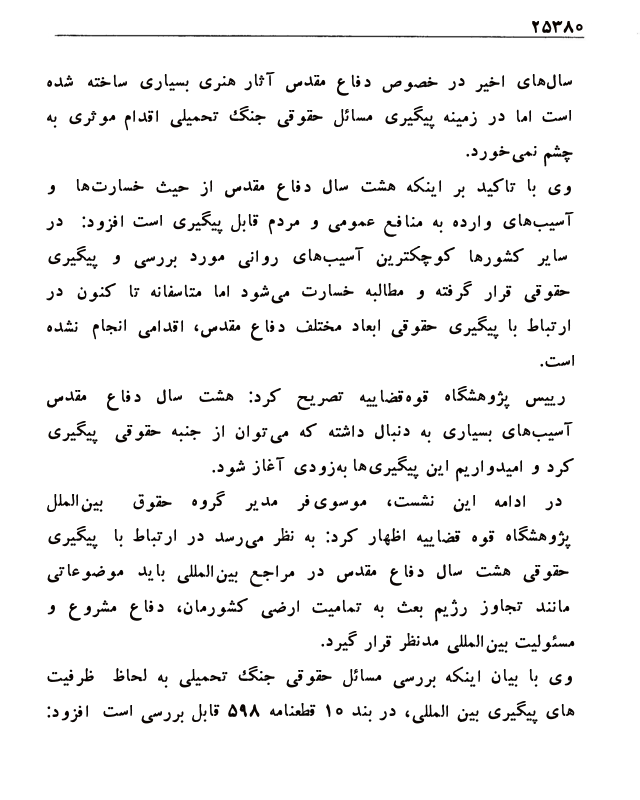 ۲۵۳۸۰
سال‌های اخیر در خصوص دفاع مقدس آثار هنری بسیاری ساخته شده
است اما در زمینه پیگیری مسائل حقوقی جنگ تحمیلی اقدام موثری به
چشم نمی‌خورد.
وی با تاکید بر اینکه هشت سال دفاع مقدس از حیث خسارت‌ها و
آسیب‌های وارده به منافع عمومی و مردم قابل پیگیری است افزود: در
سایر کشورها کوچکترین آسیب‌های روانی مورد بررسی و پیگیری
حقوقی قرار گرفته و مطالبه خسارت می‌شود اما متاسفانه تا کنون در
ارتباط با پیگیری حقوقی ابعاد مختلف دفاع مقدس، اقدامی انجام نشده
است.
رییس پژوهشگاه قوه‌قضاییه تصریح کرد: هشت سال دفاع مقدس
آسیب‌های بسیاری به دنبال داشته که می‌توان از جنبه حقوقی پیگیری
کرد و امیدواریم این پیگیری‌ها به‌زودی آغاز شود.
در ادامه این نشست، موسوی‌فر مدیر گروه حقوق بین‌الملل
پژوهشگاه قوه قضاییه اظهار کرد: به نظر می‌رسد در ارتباط با پیگیری
حقوقی هشت سال دفاع مقدس در مراجع بین‌المللی باید موضوعاتی
مانند تجاوز رژیم بعث به تمامیت ارضی کشورمان، دفاع مشروع و
مسئولیت بین‌المللی مدنظر قرار گیرد.
وی با بیان اینکه بررسی مسائل حقوقی جنگ تحمیلی به لحاظ ظرفیت
های پیگیری بین المللی، در بند ۱۰ قطعنامه ۵۹۸ قابل بررسی است افزود: